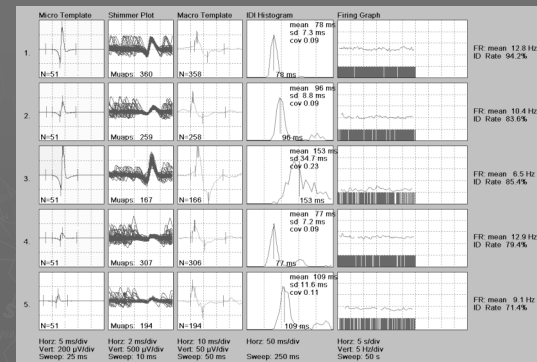 Micro Template Shimmer Plot Macro Template IDI Histogram Firing Graph
1. N=51 Muaps: 360 N=358 mean 78 ms
sd 7.3 ms
cov 0.09
78 ms
FR: mean 12.8 Hz
ID Rate 94.2%
2. N=51 Muaps: 259 N=258 mean 96 ms
sd 8.8 ms
cov 0.09
96 ms
FR: mean 10.4 Hz
ID Rate 83.6%
3. N=51 Muaps: 167 N=166 mean 153 ms
sd 34.7 ms
cov 0.23
153 ms
FR: mean 6.5 Hz
ID Rate 85.4%
4. N=51 Muaps: 307 N=306 mean 77 ms
sd 7.2 ms
cov 0.09
77 ms
FR: mean 12.9 Hz
ID Rate 79.4%
5. N=51 Muaps: 194 N=194 mean 109 ms
sd 11.6 ms
cov 0.11
109 ms
FR: mean 9.1 Hz
ID Rate 71.4%
Horz: 5 ms/div Horz: 2 ms/div Horz: 10 ms/div Horz: 50 ms/div Horz: 5 s/div
Vert: 200 µV/div Vert: 500 µV/div Vert: 50 µV/div Vert: 5 Hz/div
Sweep: 25 ms Sweep: 10 ms Sweep: 50 ms Sweep: 250 ms Sweep: 50 s